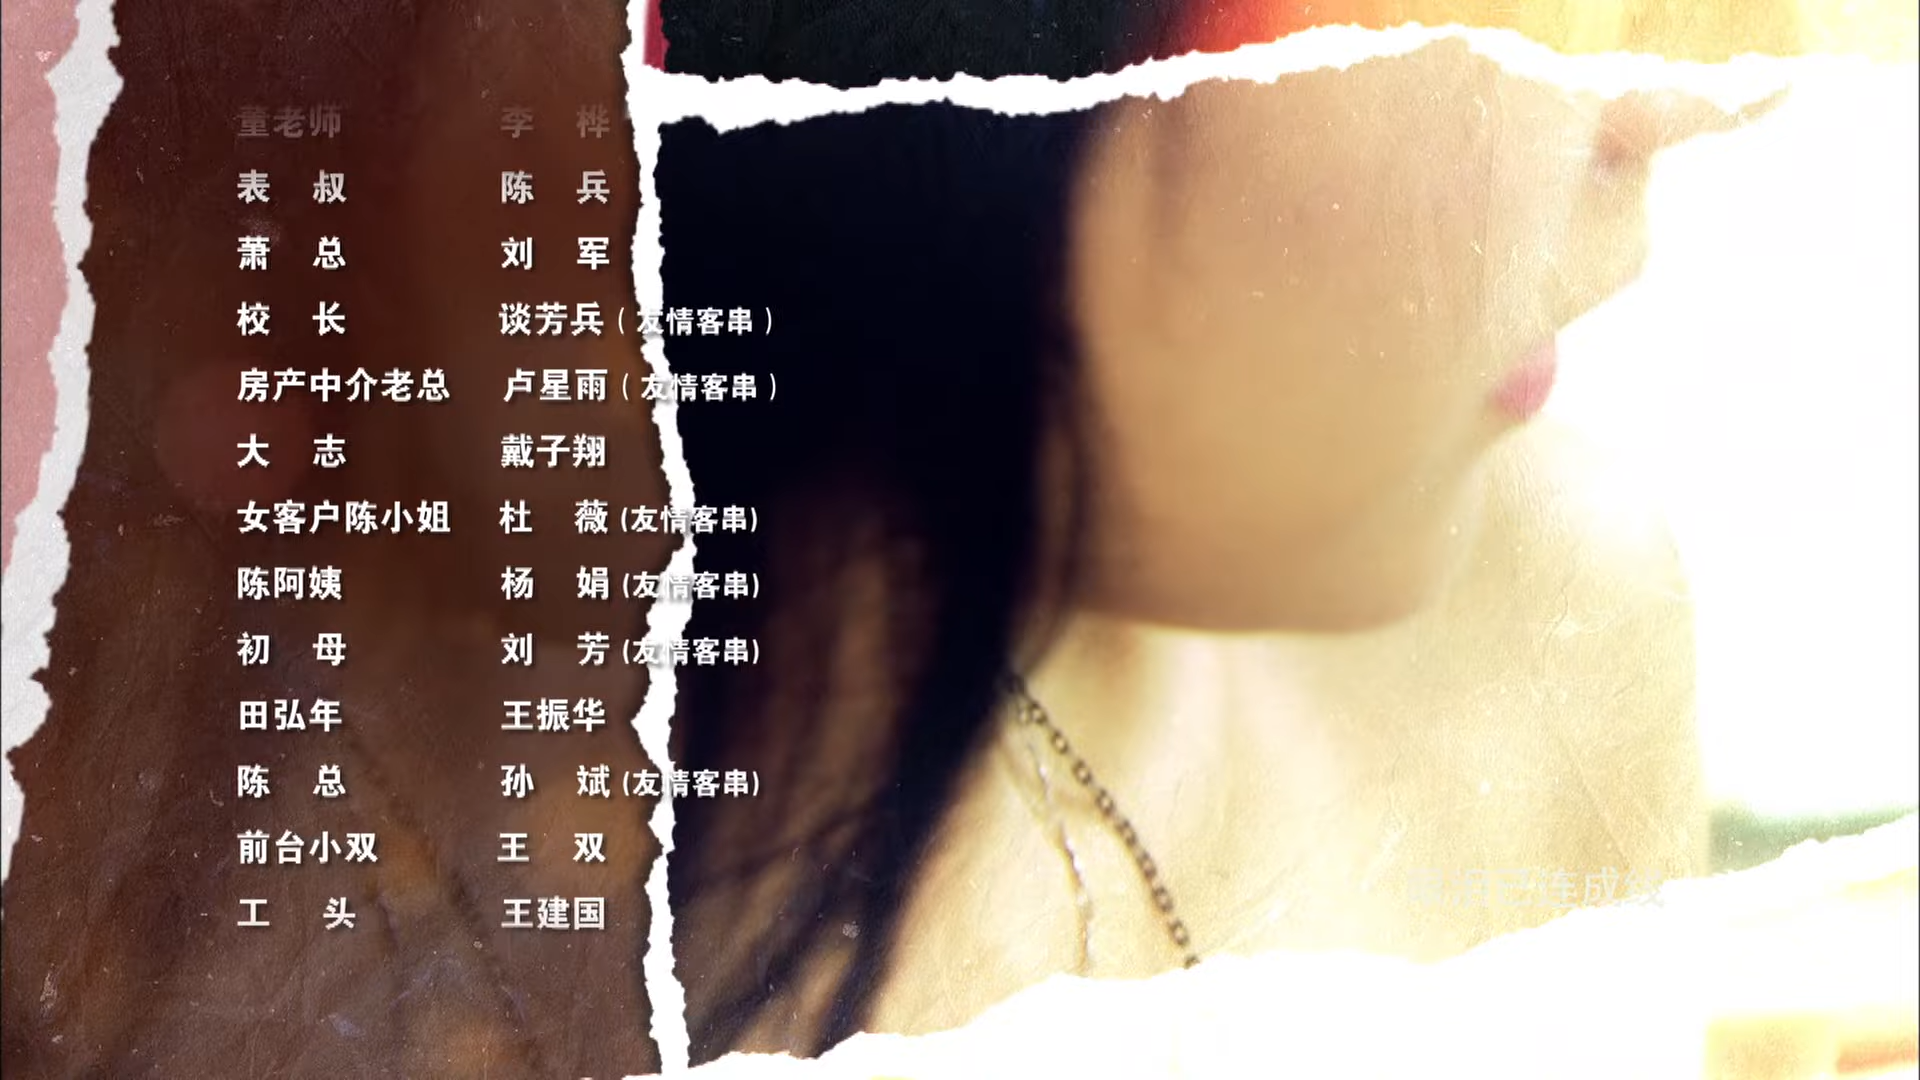 董老师 李桦
表叔 陈兵
萧总 刘军
校长 谈芳兵(友情客串)
房产中介老总 卢星雨(友情客串)
大志 戴子翔
女客户陈小姐 杜薇(友情客串)
陈阿姨 杨娟(友情客串)
初母 刘芳(友情客串)
田弘年 王振华
陈总 孙斌(友情客串)
前台小双 王双
工头 王建国
已连成线